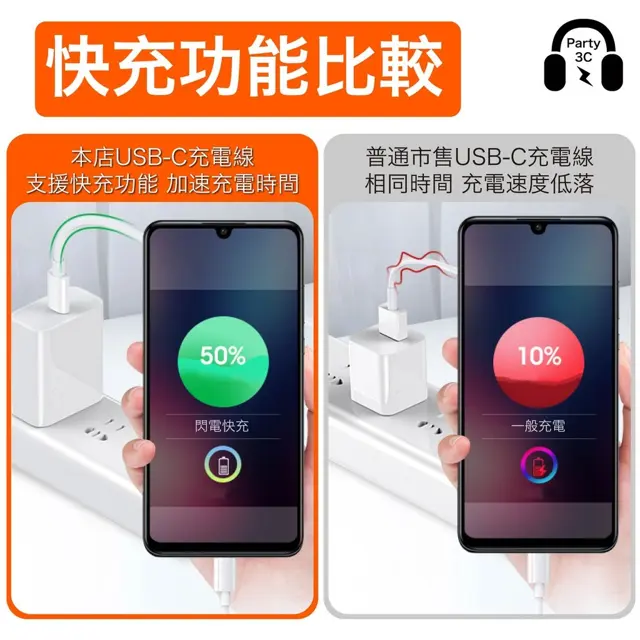 快充功能比較
Party
3C
本店USB-C充電線
支援快充功能 加速充電時間
普通市售USB-C充電線
相同時間 充電速度低落
50%
閃電快充
10%
一般充電